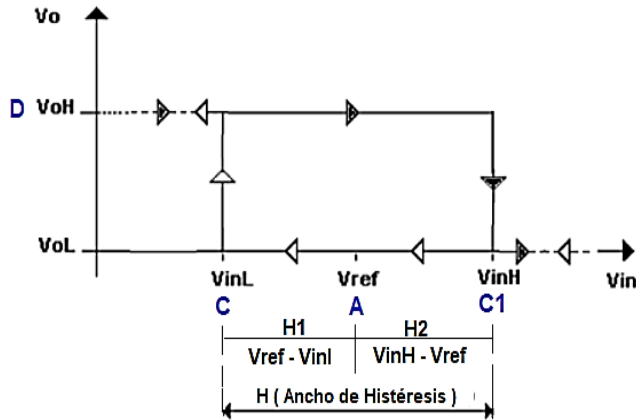 Vo
D VoH
VoL
VinL Vref VinH Vin
C A C1
H1 H2
Vref - Vinl VinH - Vref
H ( Ancho de Histéresis )